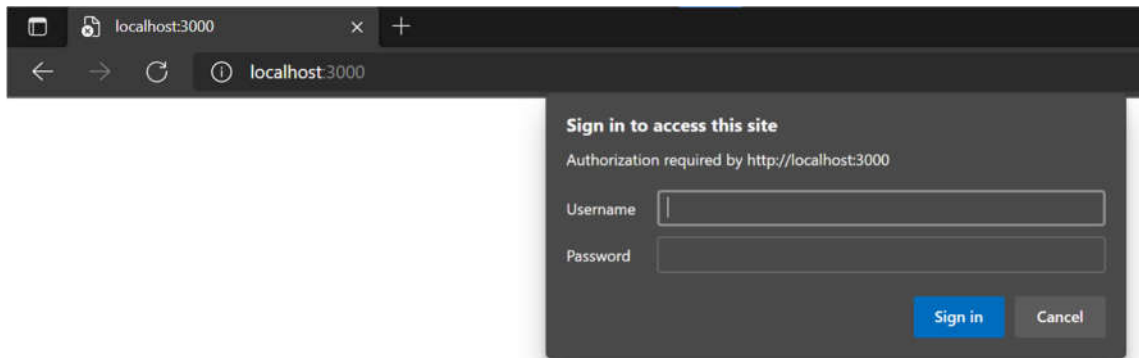 localhost:3000
localhost:3000
Sign in to access this site
Authorization required by http://localhost:3000
Username
Password
Sign in Cancel